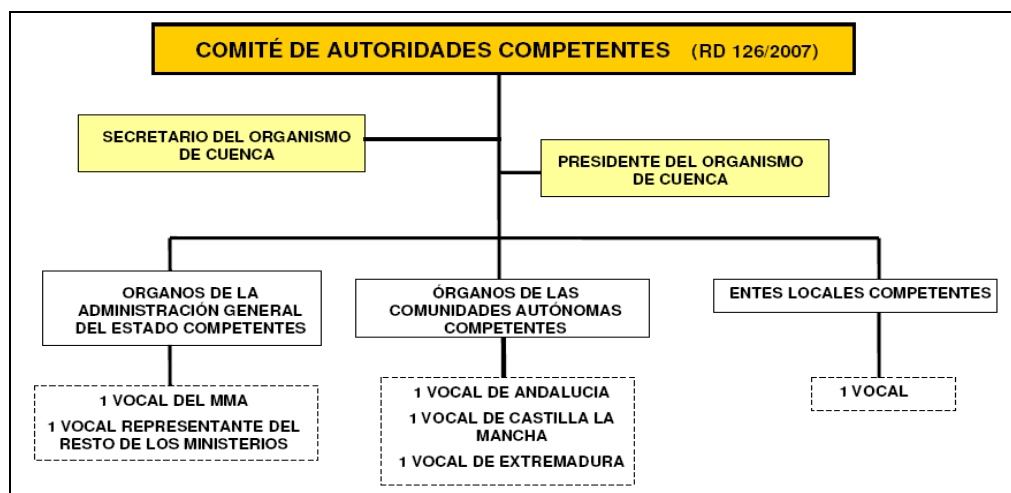 COMITÉ DE AUTORIDADES COMPETENTES (RD 126/2007)
SECRETARIO DEL ORGANISMO
DE CUENCA
PRESIDENTE DEL ORGANISMO
DE CUENCA
ORGANOS DE LA
ADMINISTRACIÓN GENERAL
DEL ESTADO COMPETENTES
ÓRGANOS DE LAS
COMUNIDADES AUTÓNOMAS
COMPETENTES
ENTES LOCALES COMPETENTES
1 VOCAL DEL MMA
1 VOCAL REPRESENTANTE DEL
RESTO DE LOS MINISTERIOS
1 VOCAL DE ANDALUCIA
1 VOCAL DE CASTILLA LA
MANCHA
1 VOCAL DE EXTREMADURA
1 VOCAL